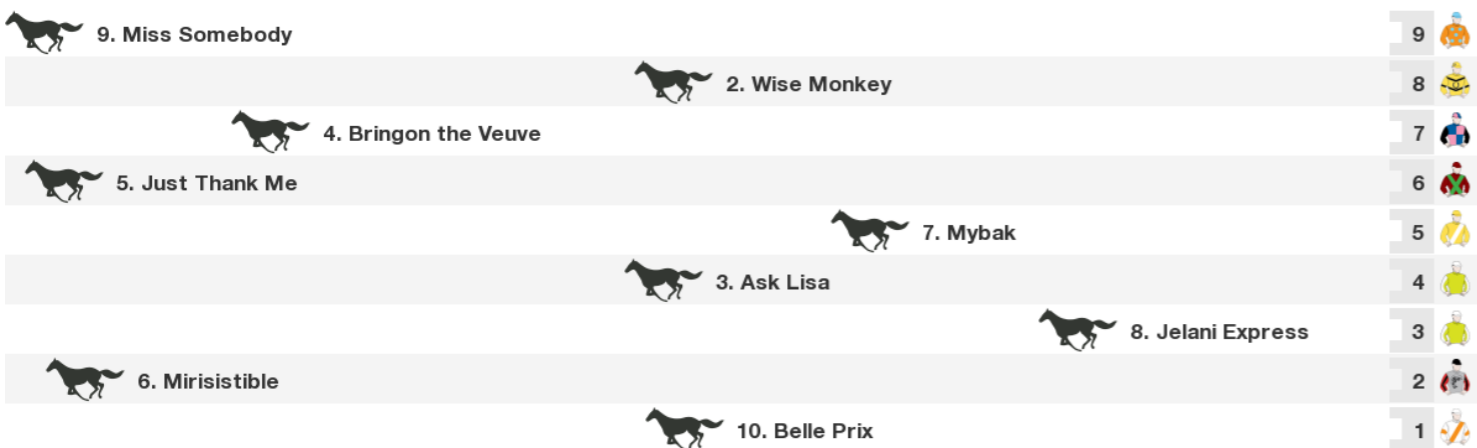 9. Miss Somebody 9
2. Wise Monkey 8
4. Bringon the Veuve 7
5. Just Thank Me 6
7. Mybak 5
3. Ask Lisa 4
8. Jelani Express 3
6. Mirisistible 2
10. Belle Prix 1